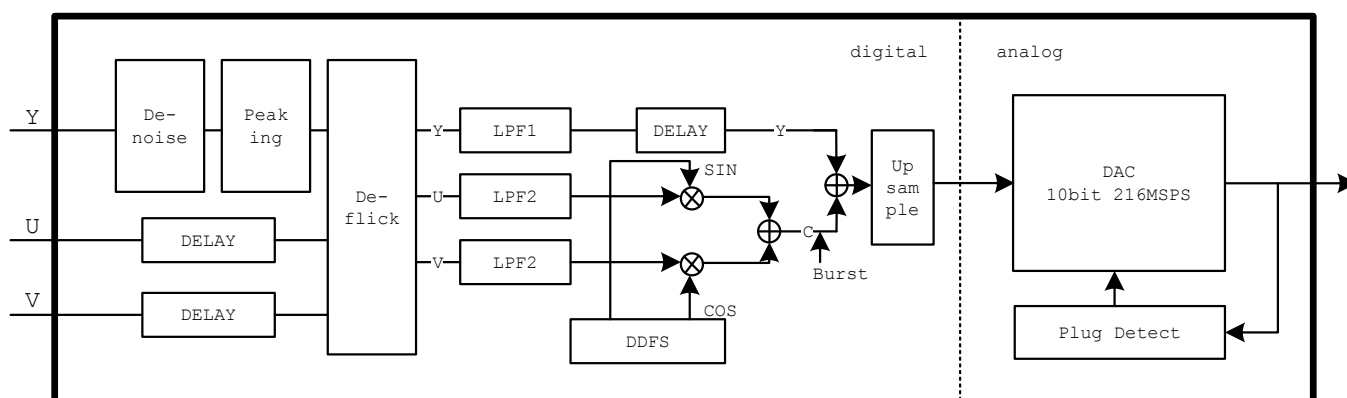 digital
analog
Y
De-
noise
Peak
ing
De-
flick
Y
LPF1
DELAY
Y
SIN
Up
sam
ple
DAC
10bit 216MSPS
U
DELAY
U
LPF2
C
Burst
V
DELAY
V
LPF2
COS
DDFS
Plug Detect